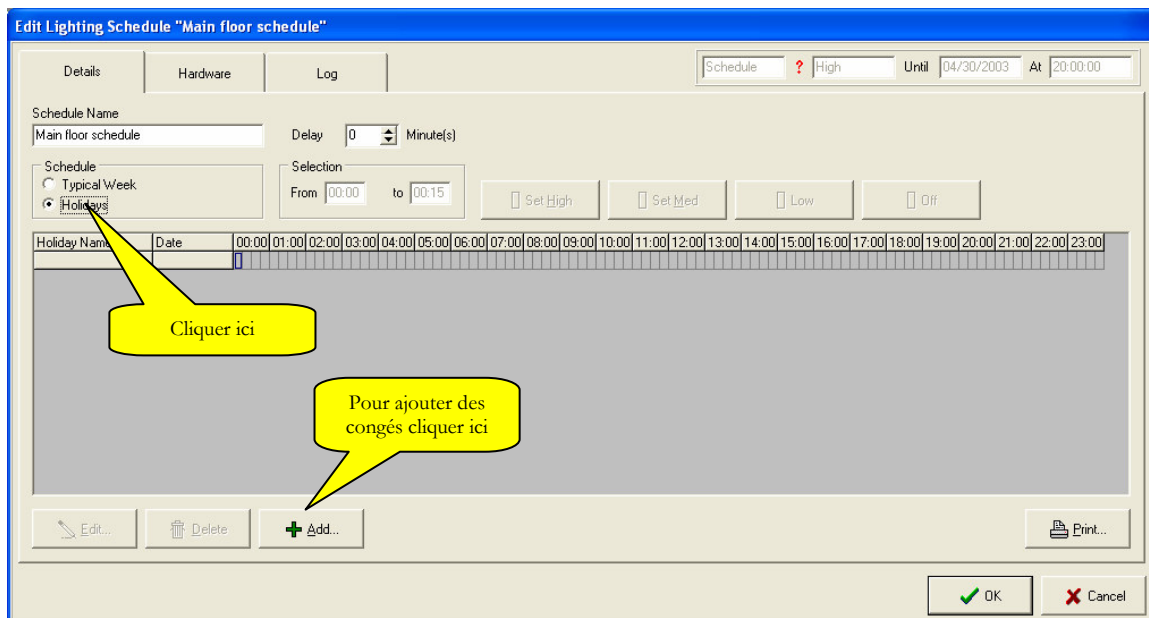 Edit Lighting Schedule "Main floor schedule"
Details Hardware Log Schedule ? High Until 04/30/2003 At 20:00:00
Schedule Name
Main floor schedule Delay 0 Minute(s)
Schedule Selection
Typical Week
Holidays From 00:00 to 00:15 Set High Set Med Low Off
Holiday Name Date 00:00 01:00 02:00 03:00 04:00 05:00 06:00 07:00 08:00 09:00 10:00 11:00 12:00 13:00 14:00 15:00 16:00 17:00 18:00 19:00 20:00 21:00 22:00 23:00
Cliquer ici
Pour ajouter des
congés cliquer ici
Edit... Delete Add... Print...
OK Cancel